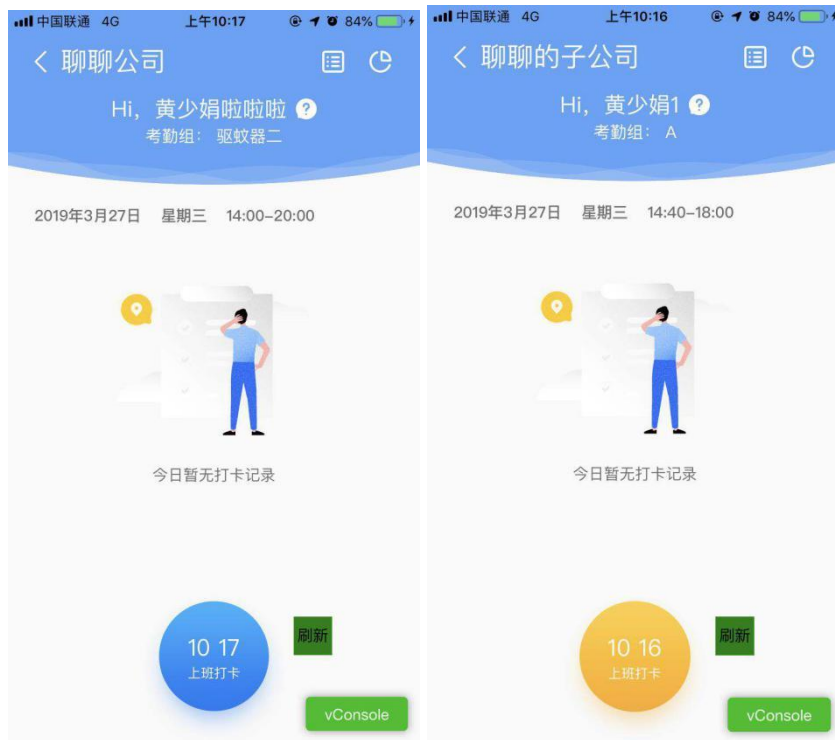 中国联通 4G 上午10:17 84%
聊聊公司
Hi，黄少娟啦啦啦 ?
考勤组： 驱蚊器二
2019年3月27日 星期三 14:00-20:00
今日暂无打卡记录
10 17
上班打卡
刷新
vConsole
中国联通 4G 上午10:16 84%
聊聊的子公司
Hi，黄少娟1 ?
考勤组： A
2019年3月27日 星期三 14:40-18:00
今日暂无打卡记录
10 16
上班打卡
刷新
vConsole